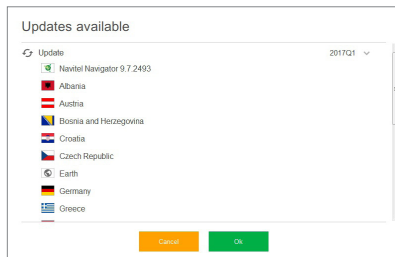 Updates available
Update 2017Q1
Navitel Navigator 9.7.2493
Albania
Austria
Bosnia and Herzegovina
Croatia
Czech Republic
Earth
Germany
Greece
Cancel Ok